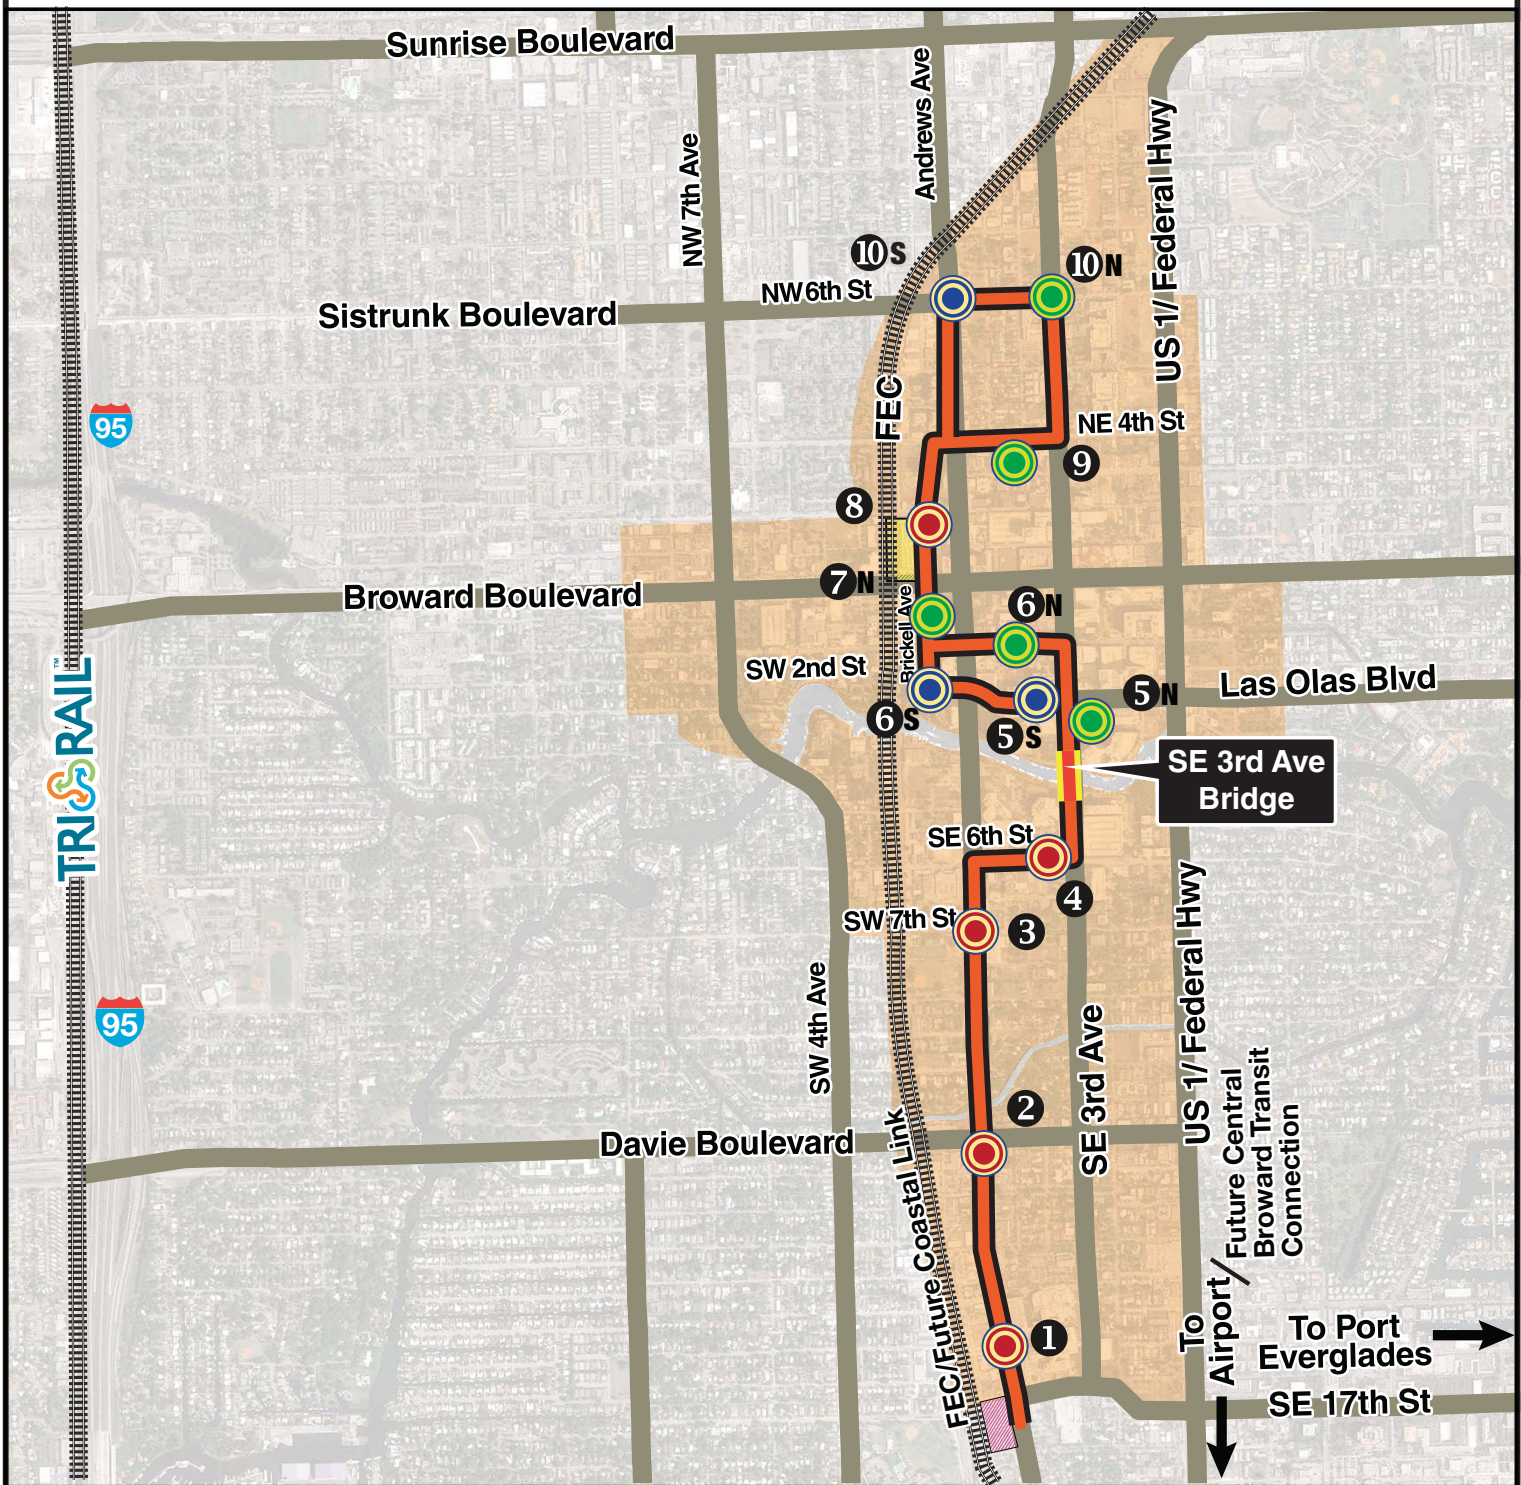 Sunrise Boulevard
Andrews Ave
NW 7th Ave
US 1/ Federal Hwy
10 S
10 N
NW 6th St
Sistrunk Boulevard
FEC
95
NE 4th St
9
8
7 N
Broward Boulevard
Brickell Ave
6 N
SW 2nd St
5 N
Las Olas Blvd
6 S
5 S
TRI RAIL™
SE 3rd Ave
Bridge
SE 6th St
4
SW 7th St
3
US 1/ Federal Hwy
SW 4th Ave
95
SE 3rd Ave
2
Davie Boulevard
FEC/Future Coastal Link
Future Central
Broward Transit
Connection
To
Airport /
1
To Port
Everglades
SE 17th St